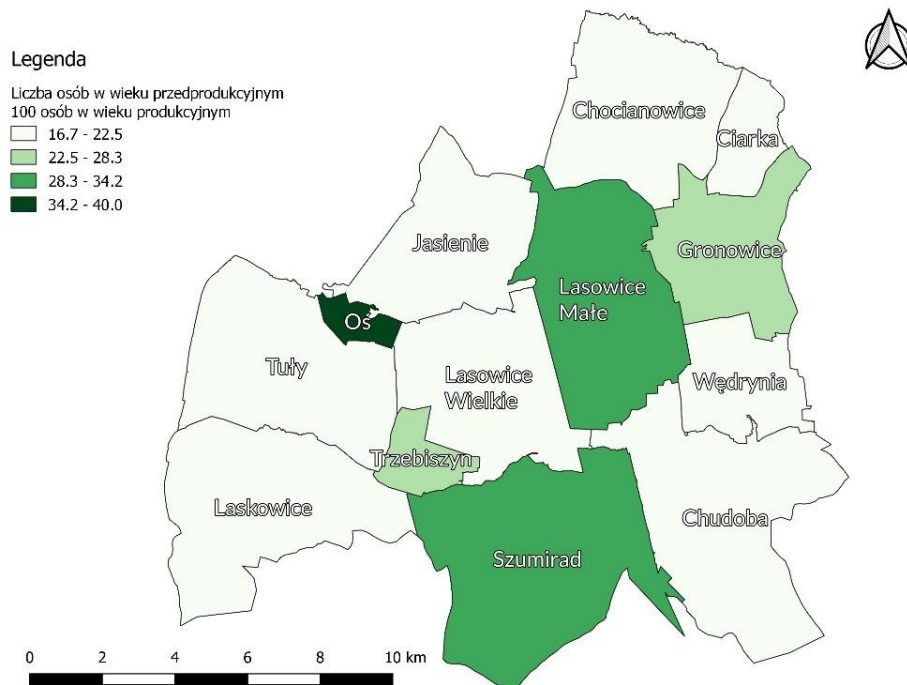 Legenda
Liczba osób w wieku przedprodukcyjnym
100 osób w wieku produkcyjnym
16.7 - 22.5
22.5 - 28.3
28.3 - 34.2
34.2 - 40.0
Chocianowice
Ciarka
Jasienie
Gronowice
Lasowice
Małe
Oś
Tuły
Lasowice
Wielkie
Wędrynia
Trzebiszyn
Laskowice
Chudoba
Szumirad
0 2 4 6 8 10 km